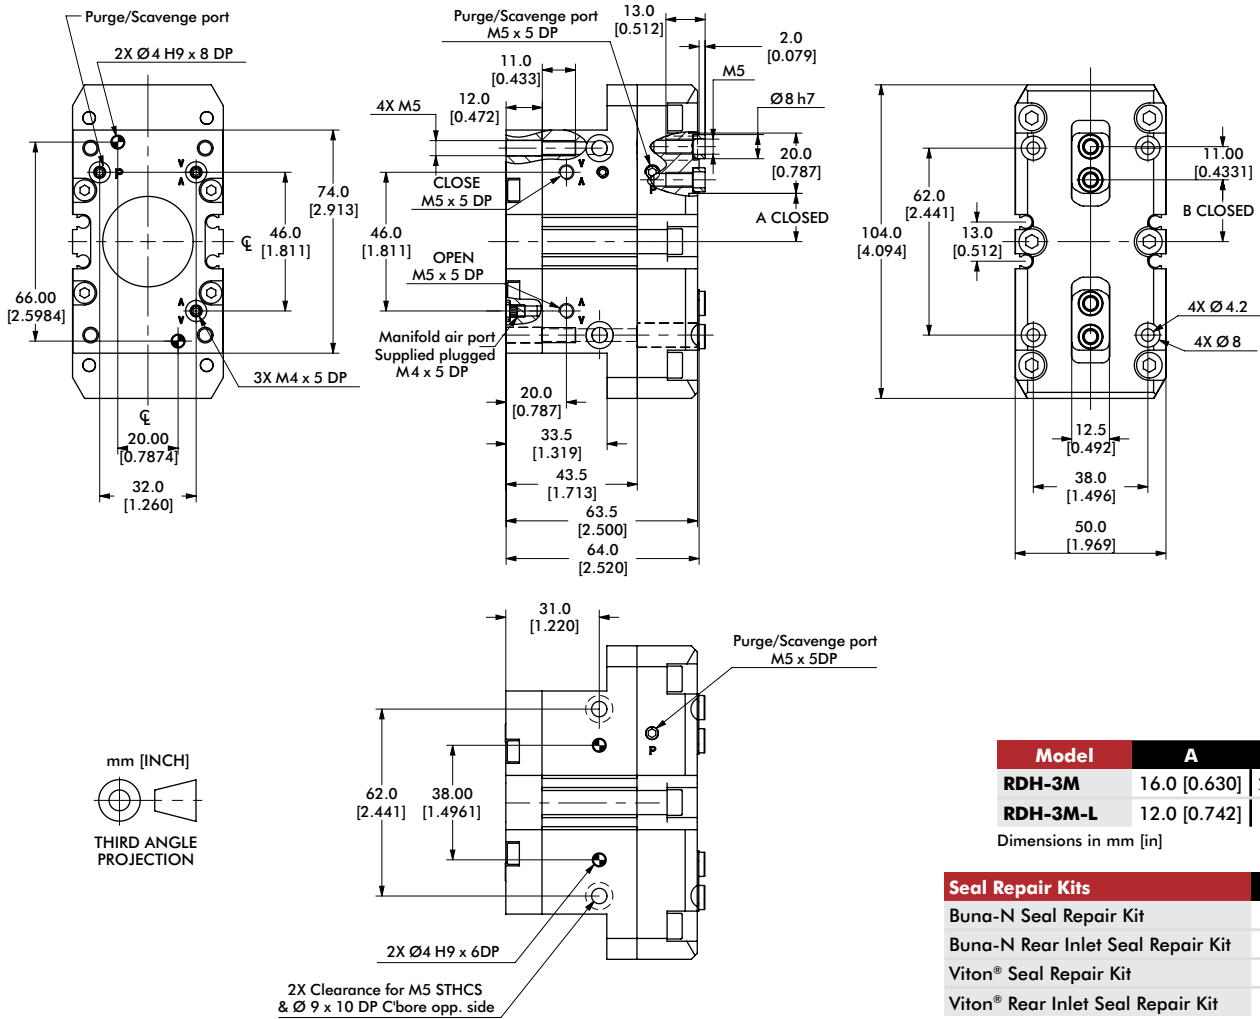 Purge/Scavenge port
2X Ø4 H9 x 8 DP
P
V
A
A
V
74.0
[2.913]
46.0
[1.811]
66.00
[2.5984]
3X M4 x 5 DP
20.00
[0.7874]
32.0
[1.260]
Purge/Scavenge port
M5 x 5 DP
13.0
[0.512]
2.0
[0.079]
11.0
[0.433]
M5
12.0
[0.472]
4X M5
Ø8 h7
20.0
[0.787]
V
A
P
CLOSE
M5 x 5 DP
A CLOSED
46.0
[1.811]
OPEN
M5 x 5 DP
A
V
Manifold air port
Supplied plugged
M4 x 5 DP
20.0
[0.787]
33.5
[1.319]
43.5
[1.713]
63.5
[2.500]
64.0
[2.520]
11.00
[0.4331]
62.0
[2.441]
B CLOSED
104.0
[4.094]
13.0
[0.512]
4X Ø4.2
4X Ø8
12.5
[0.492]
38.0
[1.496]
50.0
[1.969]
31.0
[1.220]
Purge/Scavenge port
M5 x 5DP
P
62.0
[2.441]
38.00
[1.4961]
2X Ø4 H9 x 6DP
2X Clearance for M5 STHCS
& Ø 9 x 10 DP C'bore opp. side
mm [INCH]
THIRD ANGLE
PROJECTION
Model A
RDH-3M 16.0 [0.630]
RDH-3M-L 12.0 [0.742]
Dimensions in mm [in]
Seal Repair Kits
Buna-N Seal Repair Kit
Buna-N Rear Inlet Seal Repair Kit
Viton® Seal Repair Kit
Viton® Rear Inlet Seal Repair Kit